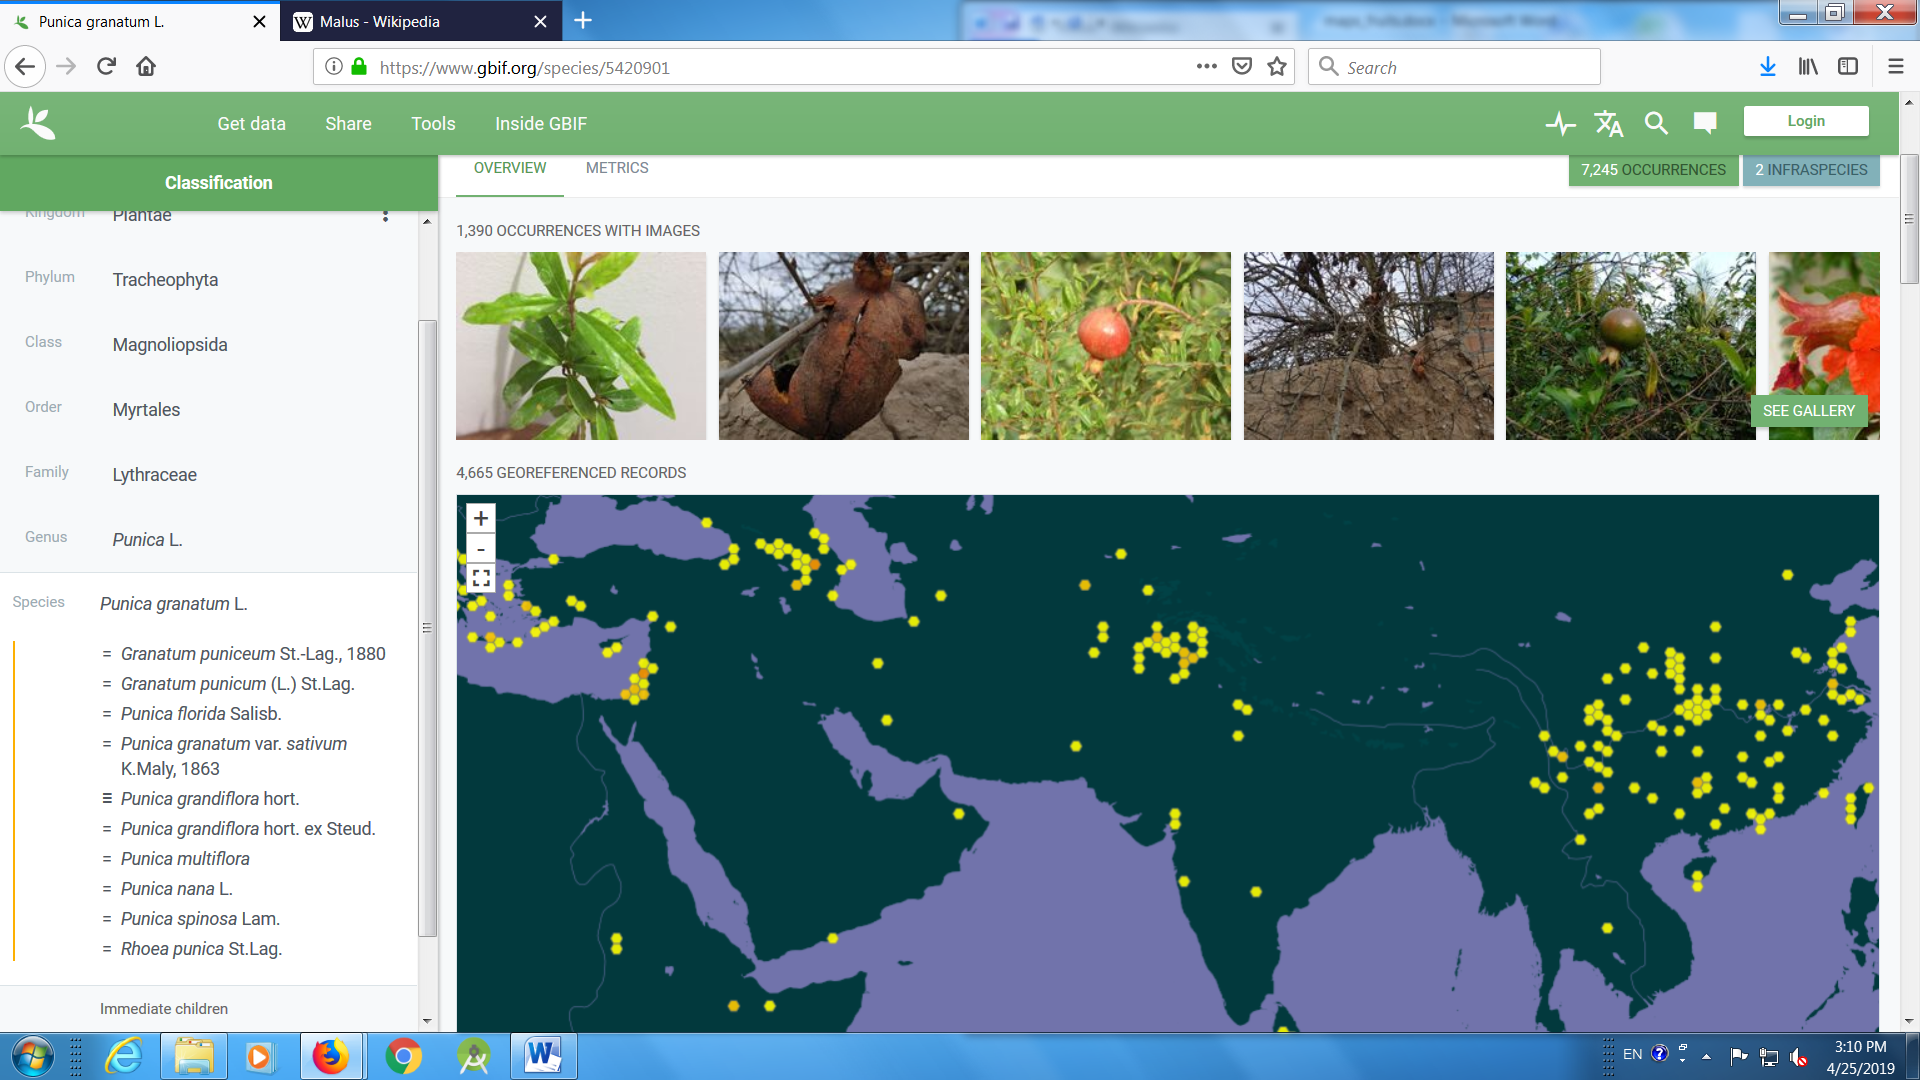 Punica granatum L.
Malus - Wikipedia
https://www.gbif.org/species/5420901
Search
Get data
Share
Tools
Inside GBIF
Login
Classification
OVERVIEW
METRICS
7,245 OCCURRENCES
2 INFRASPECIES
Kingdom Plantae
Phylum Tracheophyta
Class Magnoliopsida
Order Myrtales
Family Lythraceae
Genus Punica L.
Species Punica granatum L.
= Granatum puniceum St.-Lag., 1880
= Granatum punicum (L.) St.Lag.
= Punica florida Salisb.
= Punica granatum var. sativum
K.Maly, 1863
≡ Punica grandiflora hort.
= Punica grandiflora hort. ex Steud.
= Punica multiflora
= Punica nana L.
= Punica spinosa Lam.
= Rhoea punica St.Lag.
Immediate children
1,390 OCCURRENCES WITH IMAGES
SEE GALLERY
4,665 GEOREFERENCED RECORDS
+
-
EN
3:10 PM
4/25/2019